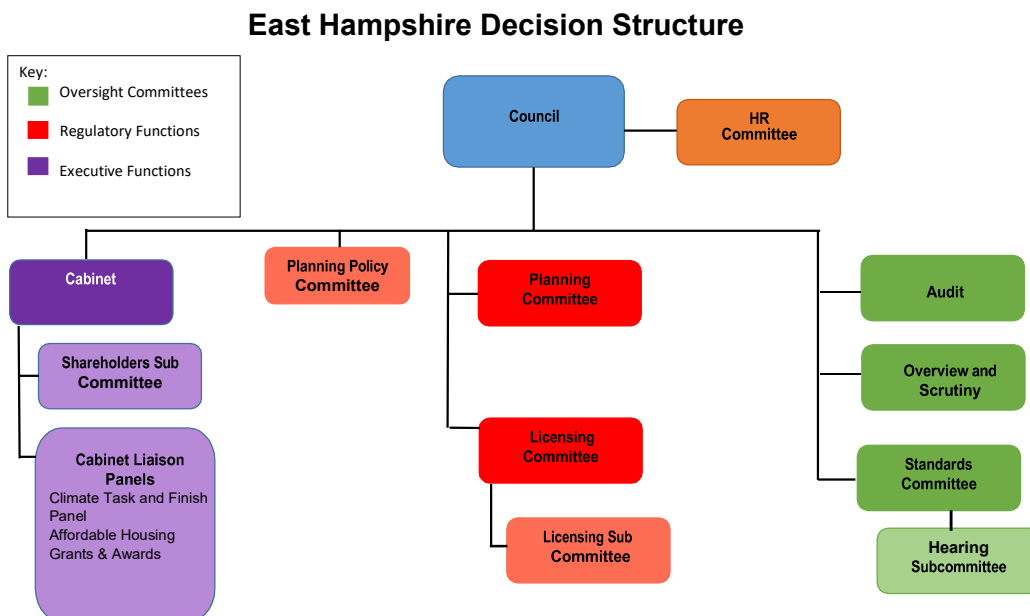 East Hampshire Decision Structure
Key:
Oversight Committees
Regulatory Functions
Executive Functions
Council
HR
Committee
Cabinet
Planning Policy
Committee
Planning
Committee
Audit
Shareholders Sub
Committee
Overview and
Scrutiny
Cabinet Liaison
Panels
Climate Task and Finish
Panel
Affordable Housing
Grants & Awards
Licensing
Committee
Standards
Committee
Licensing Sub
Committee
Hearing
Subcommittee